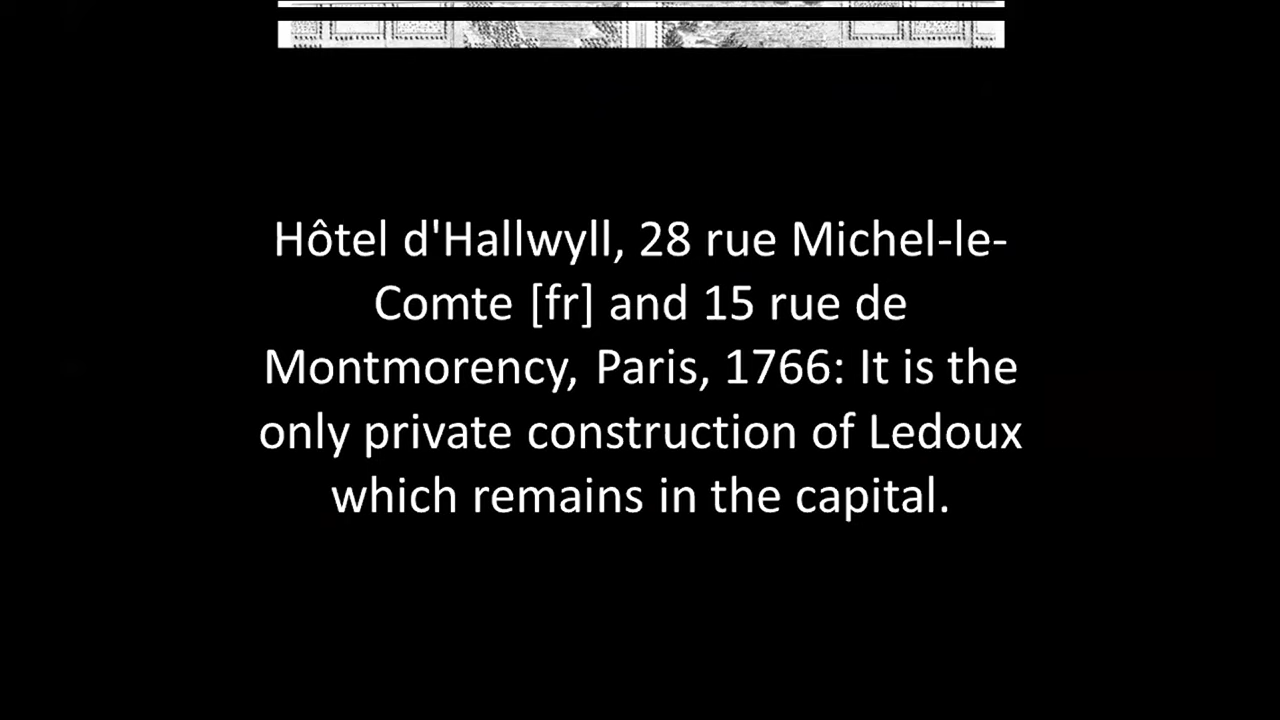 Hôtel d'Hallwyll, 28 rue Michel-le-
Comte [fr] and 15 rue de
Montmorency, Paris, 1766: It is the
only private construction of Ledoux
which remains in the capital.